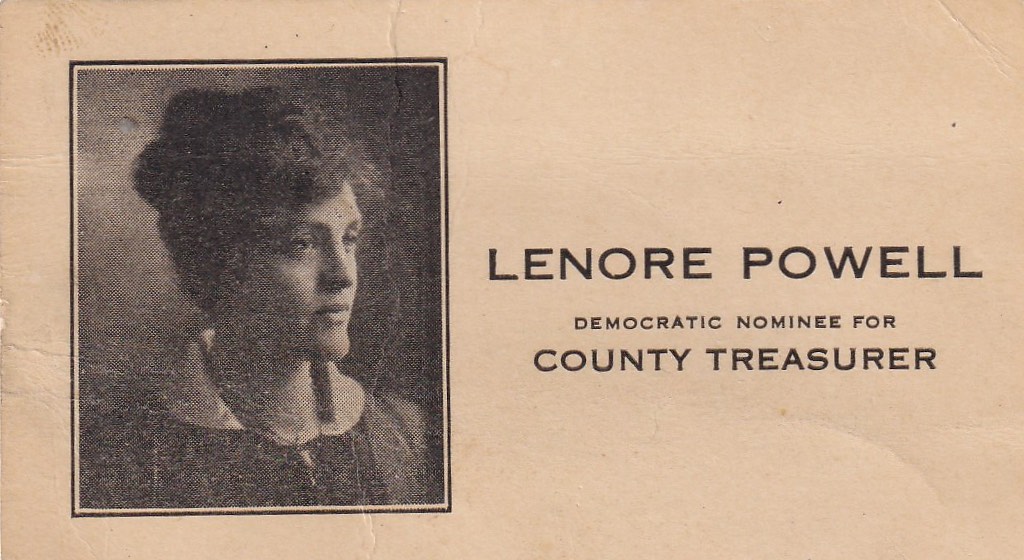 LENORE POWELL
DEMOCRATIC NOMINEE FOR
COUNTY TREASURER